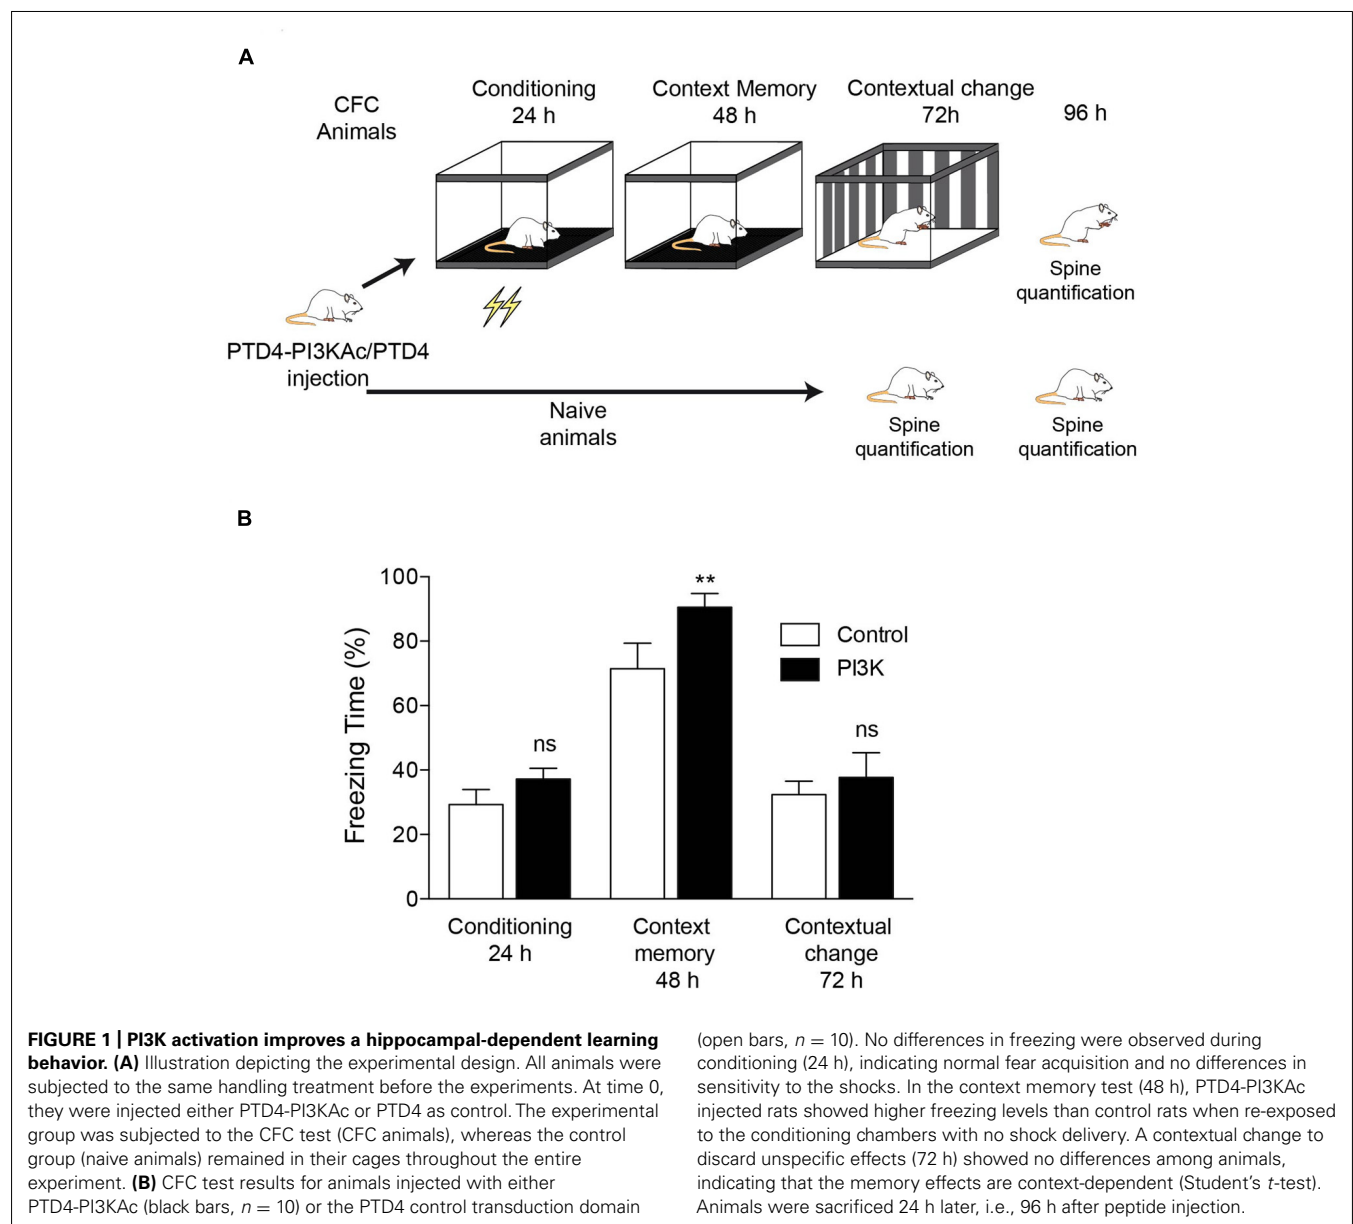 A
CFC
Animals
Conditioning
24 h
Context Memory
48 h
Contextual change
72h
96 h
PTD4-PI3KAc/PTD4
injection
Spine
quantification
Naive
animals
Spine
quantification
Spine
quantification
B
Freezing Time (%)
100
80
60
40
20
0
ns
**
ns
Control
PI3K
Conditioning
24 h
Context
memory
48 h
Contextual
change
72 h
FIGURE 1 | PI3K activation improves a hippocampal-dependent learning
behavior. (A) Illustration depicting the experimental design. All animals were
subjected to the same handling treatment before the experiments. At time 0,
they were injected either PTD4-PI3KAc or PTD4 as control. The experimental
group was subjected to the CFC test (CFC animals), whereas the control
group (naive animals) remained in their cages throughout the entire
experiment. (B) CFC test results for animals injected with either
PTD4-PI3KAc (black bars, n = 10) or the PTD4 control transduction domain
(open bars, n = 10). No differences in freezing were observed during
conditioning (24 h), indicating normal fear acquisition and no differences in
sensitivity to the shocks. In the context memory test (48 h), PTD4-PI3KAc
injected rats showed higher freezing levels than control rats when re-exposed
to the conditioning chambers with no shock delivery. A contextual change to
discard unspecific effects (72 h) showed no differences among animals,
indicating that the memory effects are context-dependent (Student's t-test).
Animals were sacrificed 24 h later, i.e., 96 h after peptide injection.